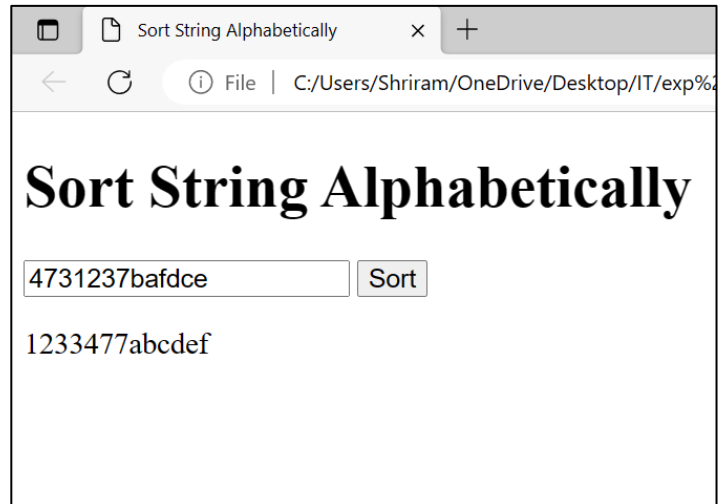 Sort String Alphabetically
File | C:/Users/Shriram/OneDrive/Desktop/IT/exp%2
Sort String Alphabetically
4731237bafdce Sort
1233477abcdef